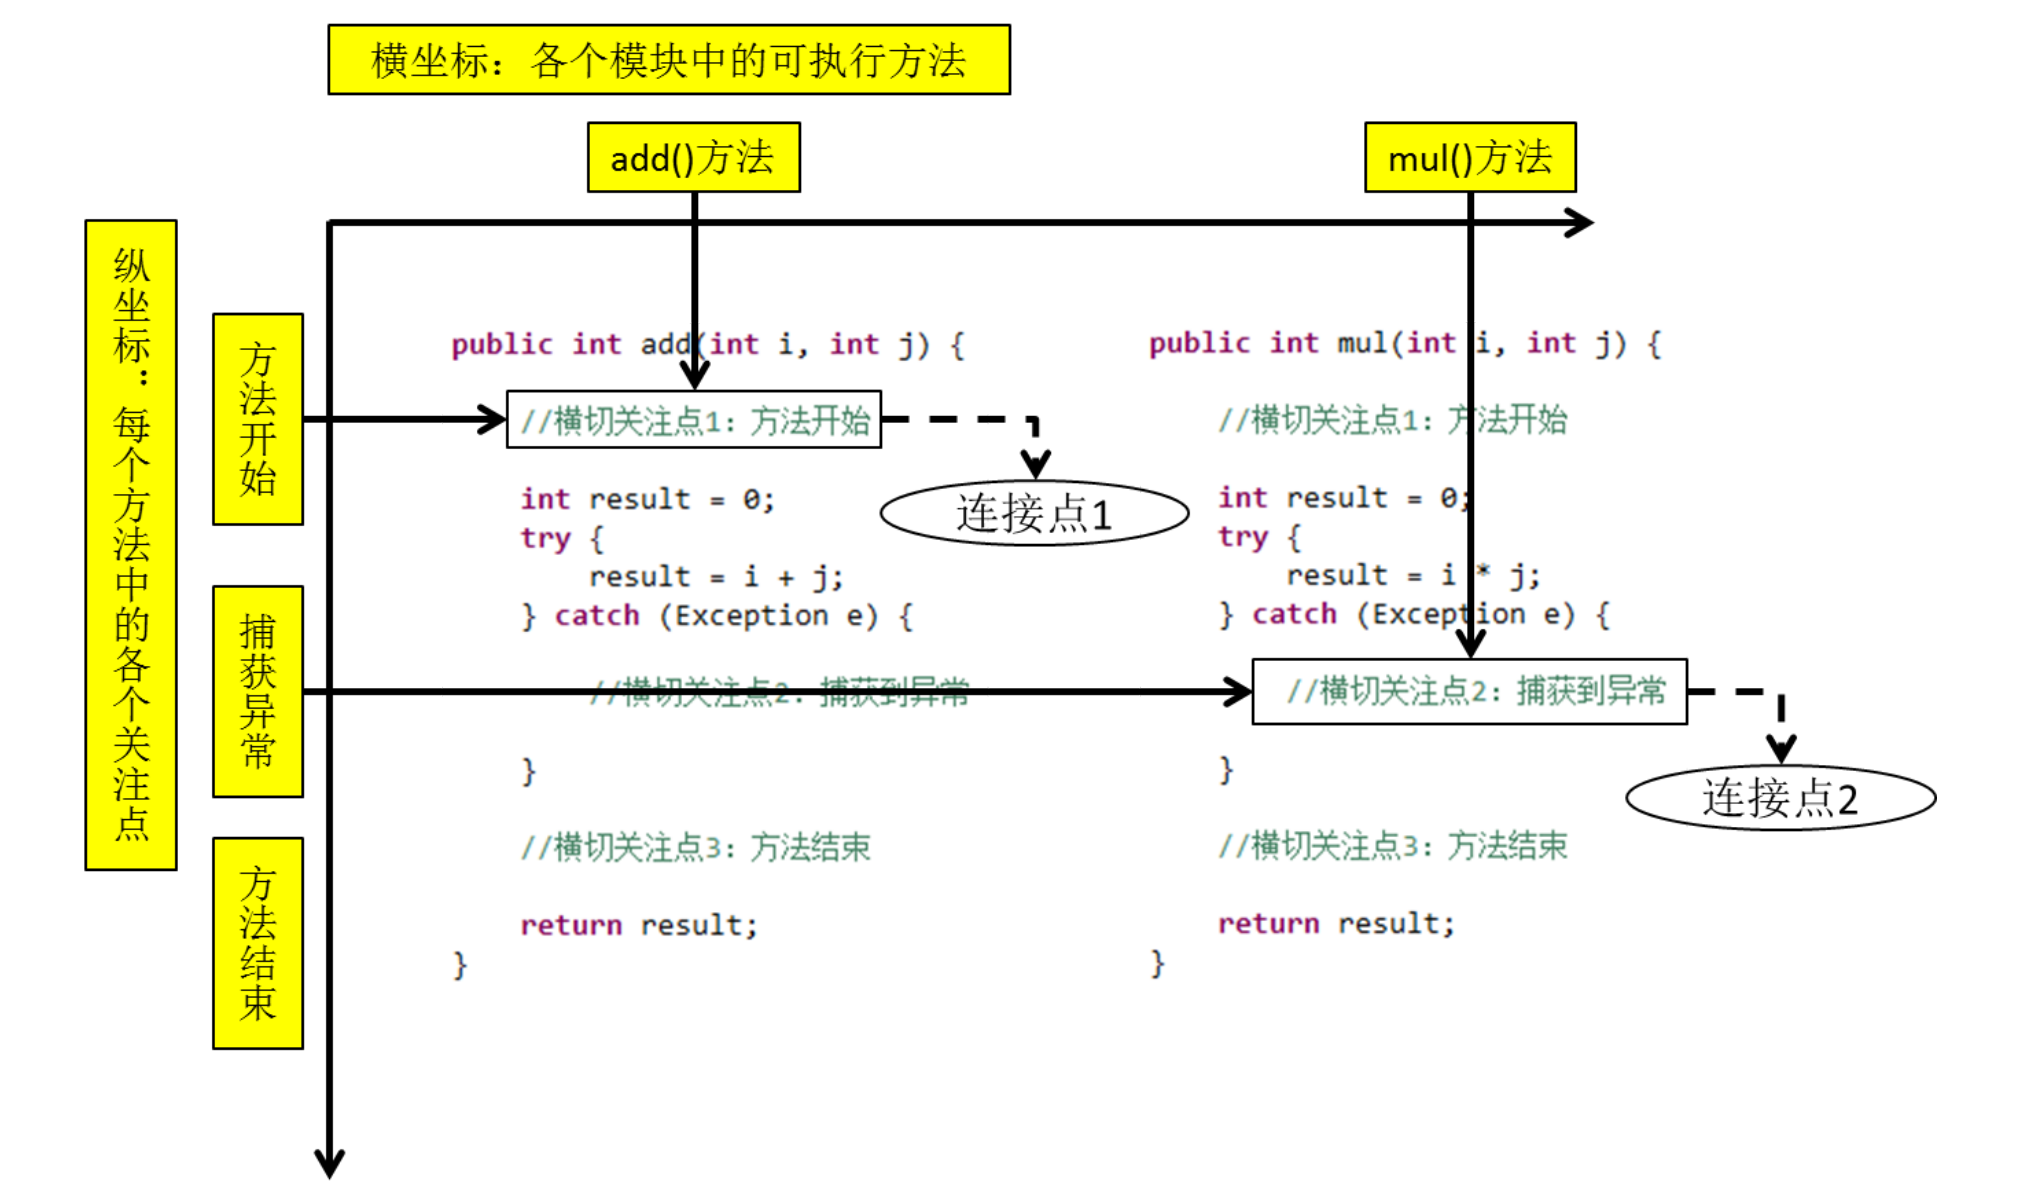 横坐标：各个模块中的可执行方法
add()方法
mul()方法
纵坐标：每个方法中的各个关注点
方法开始
捕获异常
方法结束
public int add(int i, int j) {
//横切关注点1：方法开始
int result = 0;
try {
result = i + j;
} catch (Exception e) {
//横切关注点2：捕获到异常
}
//横切关注点3：方法结束
return result;
}
连接点1
public int mul(int i, int j) {
//横切关注点1：方法开始
int result = 0;
try {
result = i * j;
} catch (Exception e) {
//横切关注点2：捕获到异常
}
//横切关注点3：方法结束
return result;
}
连接点2